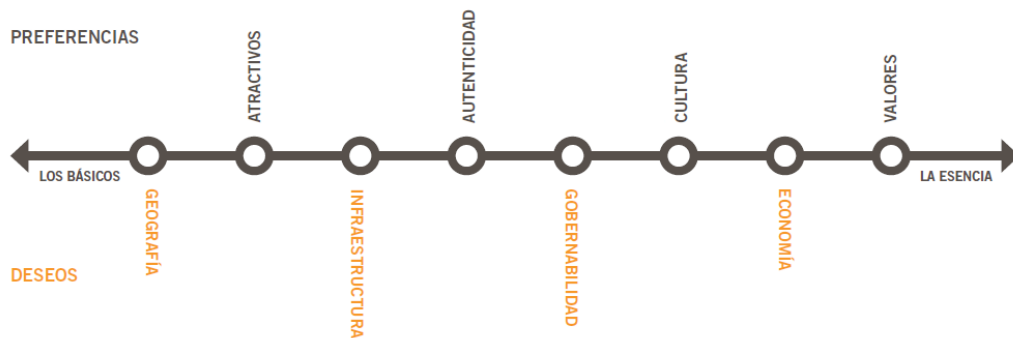 PREFERENCIAS
ATRACTIVOS
AUTENTICIDAD
CULTURA
VALORES
LOS BÁSICOS
LA ESENCIA
GEOGRAFÍA
INFRAESTRUCTURA
GOBERNABILIDAD
ECONOMÍA
DESEOS